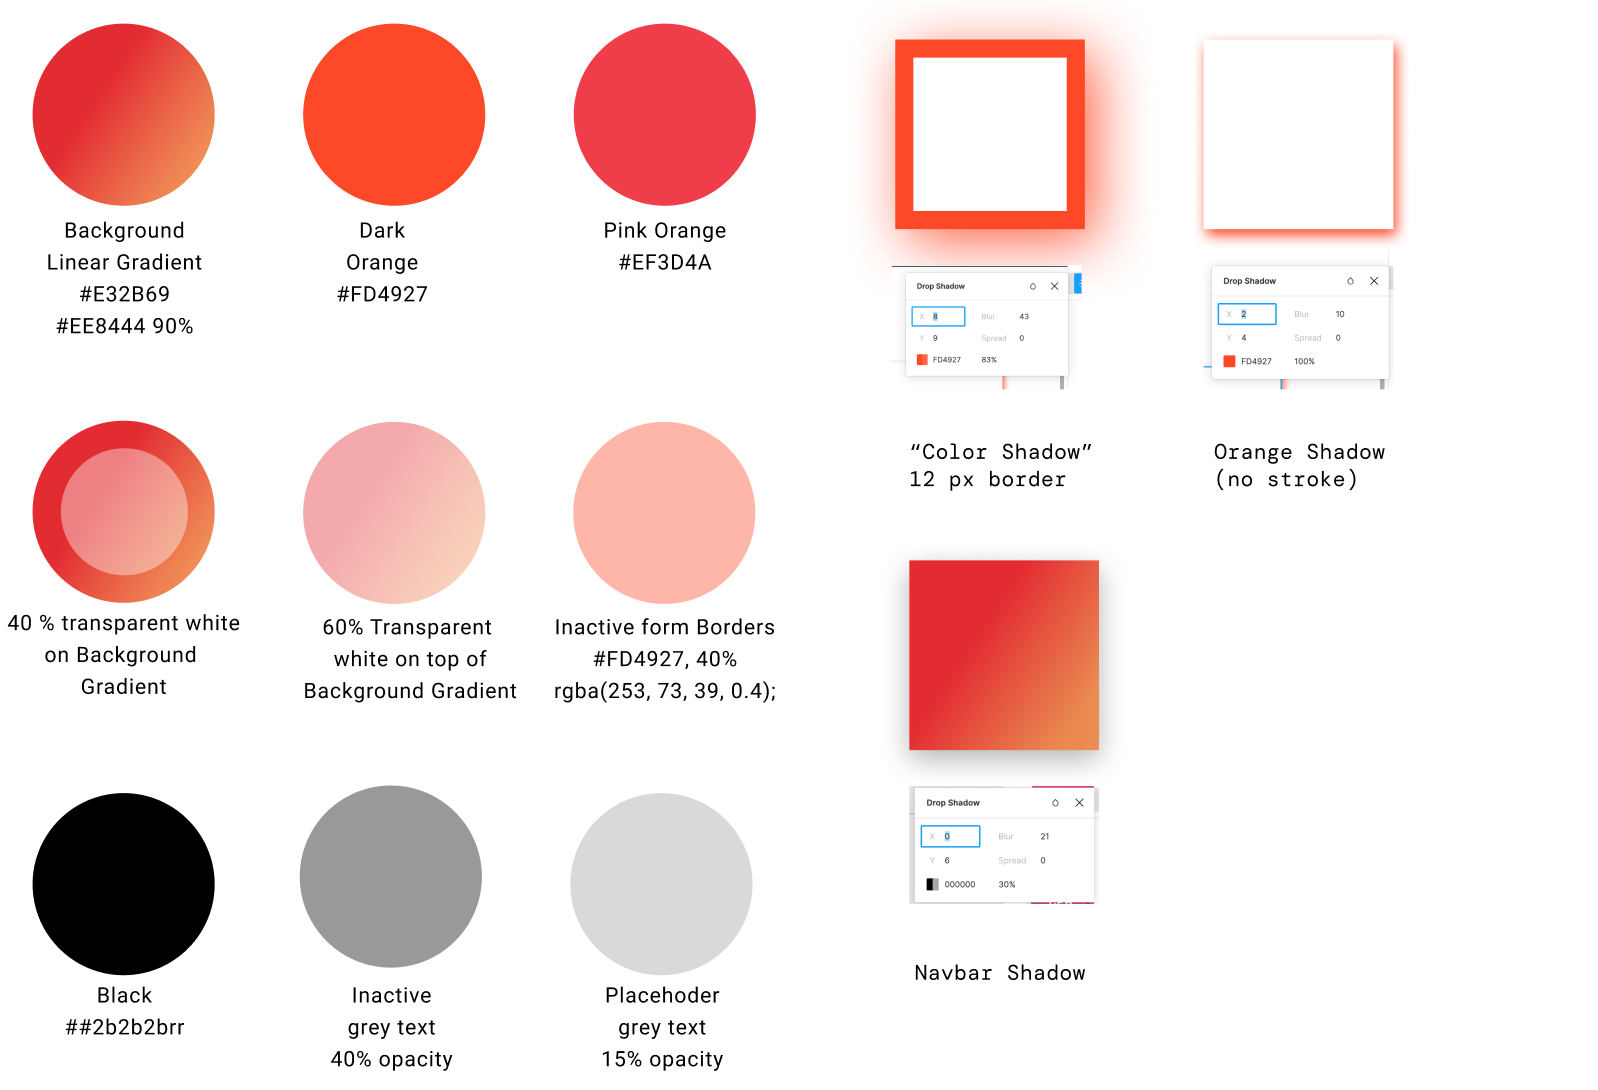 Background
Linear Gradient
#E32B69
#EE8444 90%
Dark
Orange
#FD4927
Pink Orange
#EF3D4A
Drop Shadow
X 8 Blur 43
Y 9 Spread 0
FD4927 83%
“Color Shadow”
12 px border
Drop Shadow
X 2 Blur 10
Y 4 Spread 0
FD4927 100%
Orange Shadow
(no stroke)
40 % transparent white
on Background
Gradient
60% Transparent
white on top of
Background Gradient
Inactive form Borders
#FD4927, 40%
rgba(253, 73, 39, 0.4);
Drop Shadow
X 0 Blur 21
Y 6 Spread 0
000000 30%
Navbar Shadow
Black
##2b2b2brr
Inactive
grey text
40% opacity
Placehoder
grey text
15% opacity